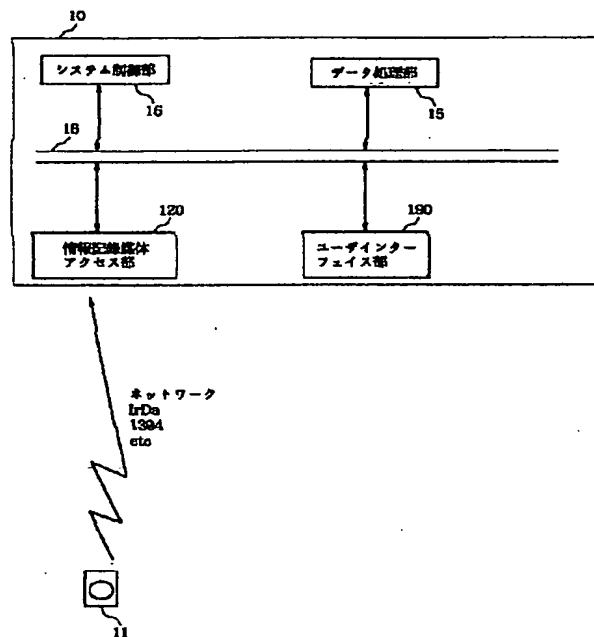 10
システム制御部
16
データ処理部
15
18
120
情報記録媒体
アクセス部
190
ユーザインター
フェイス部
ネットワーク
IrDa
1394
etc
11